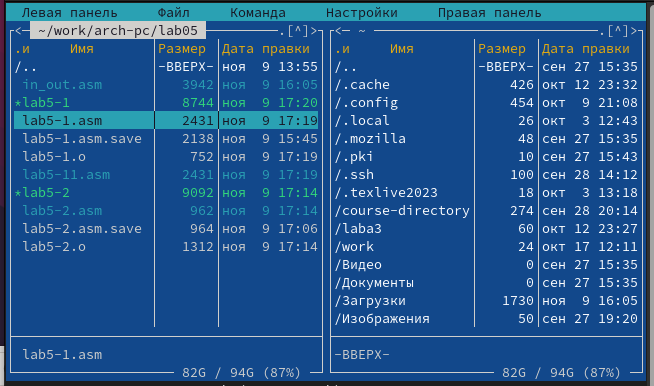 Левая панель Файл Команда Настройки Правая панель
<─ ~/work/arch-pc/lab05 ─.[^]>
.и Имя Размер Дата правки
/.. -ВВЕРХ- ноя 9 13:55
in_out.asm 3942 ноя 9 16:05
*lab5-1 8744 ноя 9 17:20
lab5-1.asm 2431 ноя 9 17:19
lab5-1.asm.save 2138 ноя 9 15:45
lab5-1.o 752 ноя 9 17:19
lab5-11.asm 2431 ноя 9 17:19
*lab5-2 9092 ноя 9 17:14
lab5-2.asm 962 ноя 9 17:14
lab5-2.asm.save 964 ноя 9 17:06
lab5-2.o 1312 ноя 9 17:14
lab5-1.asm
82G / 94G (87%)
<─ ~ ─.[^]>
.и Имя Размер Дата правки
/.. -ВВЕРХ- сен 27 15:35
/.cache 426 окт 12 23:32
/.config 454 окт 9 21:08
/.local 26 окт 3 12:43
/.mozilla 48 сен 27 15:35
/.pki 10 сен 27 15:43
/.ssh 100 сен 28 14:12
/.texlive2023 18 окт 3 13:18
/course-directory 274 сен 28 20:14
/laba3 60 окт 12 23:27
/work 24 окт 17 12:11
/Видео 0 сен 27 15:35
/Документы 0 сен 27 15:35
/Загрузки 1730 ноя 9 16:05
/Изображения 50 сен 27 19:20
-ВВЕРХ-
82G / 94G (87%)